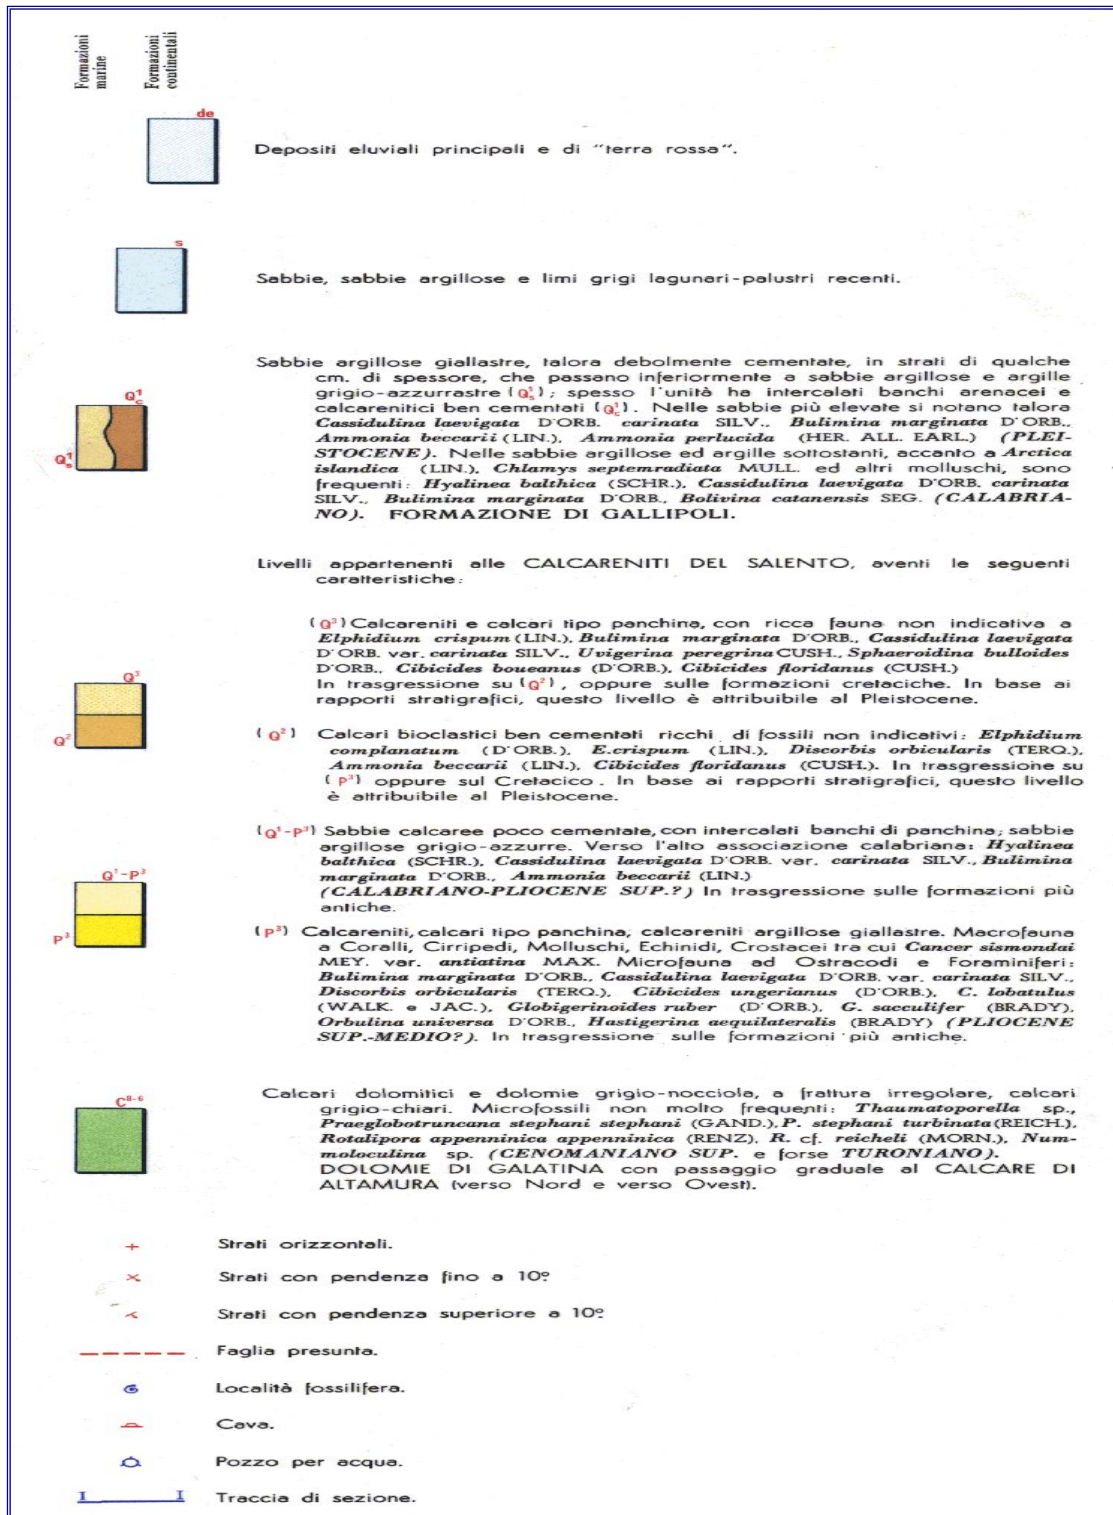 Formazioni
marine
Formazioni
continentali
de
Depositi eluviali principali e di "terra rossa".
s
Sabbie, sabbie argillose e limi grigi lagunari-palustri recenti.
Q¹c
Q¹s
Sabbie argillose giallastre, talora debolmente cementate, in strati di qualche
cm. di spessore, che passano inferiormente a sabbie argillose e argille
grigio-azzurrastre (Q¹s); spesso l'unità ha intercalati banchi arenacei e
calcarenitici ben cementati (Q¹c). Nelle sabbie più elevate si notano talora
Cassidulina laevigata D'ORB. carinata SILV., Bulimina marginata D'ORB.,
Ammonia beccarii (LIN.), Ammonia perlucida (HER. ALL. EARL.) (PLEI-
STOCENE). Nelle sabbie argillose ed argille sottostanti, accanto a Arctica
islandica (LIN.), Chlamys septemradiata MULL. ed altri molluschi, sono
frequenti: Hyalinea balthica (SCHR.), Cassidulina laevigata D'ORB. carinata
SILV., Bulimina marginata D'ORB., Bolivina catanensis SEG. (CALABRIA-
NO). FORMAZIONE DI GALLIPOLI.
Livelli appartenenti alle CALCARENITI DEL SALENTO, aventi le seguenti
caratteristiche:
Q³
Q²
(Q³) Calcareniti e calcari tipo panchina, con ricca fauna non indicativa a
Elphidium crispum (LIN.), Bulimina marginata D'ORB., Cassidulina laevigata
D'ORB. var. carinata SILV., Uvigerina peregrina CUSH., Sphaeroidina bulloides
D'ORB., Cibicides boueanus (D'ORB.), Cibicides floridanus (CUSH.)
In trasgressione su (Q²), oppure sulle formazioni cretaciche. In base ai
rapporti stratigrafici, questo livello è attribuibile al Pleistocene.
(Q²) Calcari bioclastici ben cementati ricchi di fossili non indicativi: Elphidium
complanatum (D'ORB.), E.crispum (LIN.), Discorbis orbicularis (TERQ.),
Ammonia beccarii (LIN.), Cibicides floridanus (CUSH.). In trasgressione su
(P³) oppure sul Cretacico. In base ai rapporti stratigrafici, questo livello
è attribuibile al Pleistocene.
Q¹-P³
P³
(Q¹-P³) Sabbie calcaree poco cementate, con intercalati banchi di panchina; sabbie
argillose grigio-azzurre. Verso l'alto associazione calabriana: Hyalinea
balthica (SCHR.), Cassidulina laevigata D'ORB. var. carinata SILV., Bulimina
marginata D'ORB., Ammonia beccarii (LIN.)
(CALABRIANO-PLIOCENE SUP.?) In trasgressione sulle formazioni più
antiche.
(P³) Calcareniti, calcari tipo panchina, calcareniti argillose giallastre. Macrofauna
a Coralli, Cirripedi, Molluschi, Echinidi, Crostacei tra cui Cancer sismondai
MEY. var. antiatina MAX. Microfauna ad Ostracodi e Foraminiferi:
Bulimina marginata D'ORB., Cassidulina laevigata D'ORB. var. carinata SILV.,
Discorbis orbicularis (TERQ.), Cibicides ungerianus (D'ORB.), C. lobatulus
(WALK. e JAC.), Globigerinoides ruber (D'ORB.), G. sacculifer (BRADY),
Orbulina universa D'ORB., Hastigerina aequilateralis (BRADY) (PLIOCENE
SUP.-MEDIO?). In trasgressione sulle formazioni più antiche.
C⁸⁻⁶
Calcari dolomitici e dolomie grigio-nocciola, a frattura irregolare, calcari
grigio-chiari. Microfossili non molto frequenti: Thaumatoporella sp.,
Praeglobotruncana stephani stephani (GAND.), P. stephani turbinata (REICH.),
Rotalipora appenninica appenninica (RENZ), R. cf. reicheli (MORN.), Num-
moloculina sp. (CENOMANIANO SUP. e forse TURONIANO).
DOLOMIE DI GALATINA con passaggio graduale al CALCARE DI
ALTAMURA (verso Nord e verso Ovest).
Strati orizzontali.
Strati con pendenza fino a 10°
Strati con pendenza superiore a 10°
Faglia presunta.
Località fossilifera.
Cava.
Pozzo per acqua.
I I Traccia di sezione.